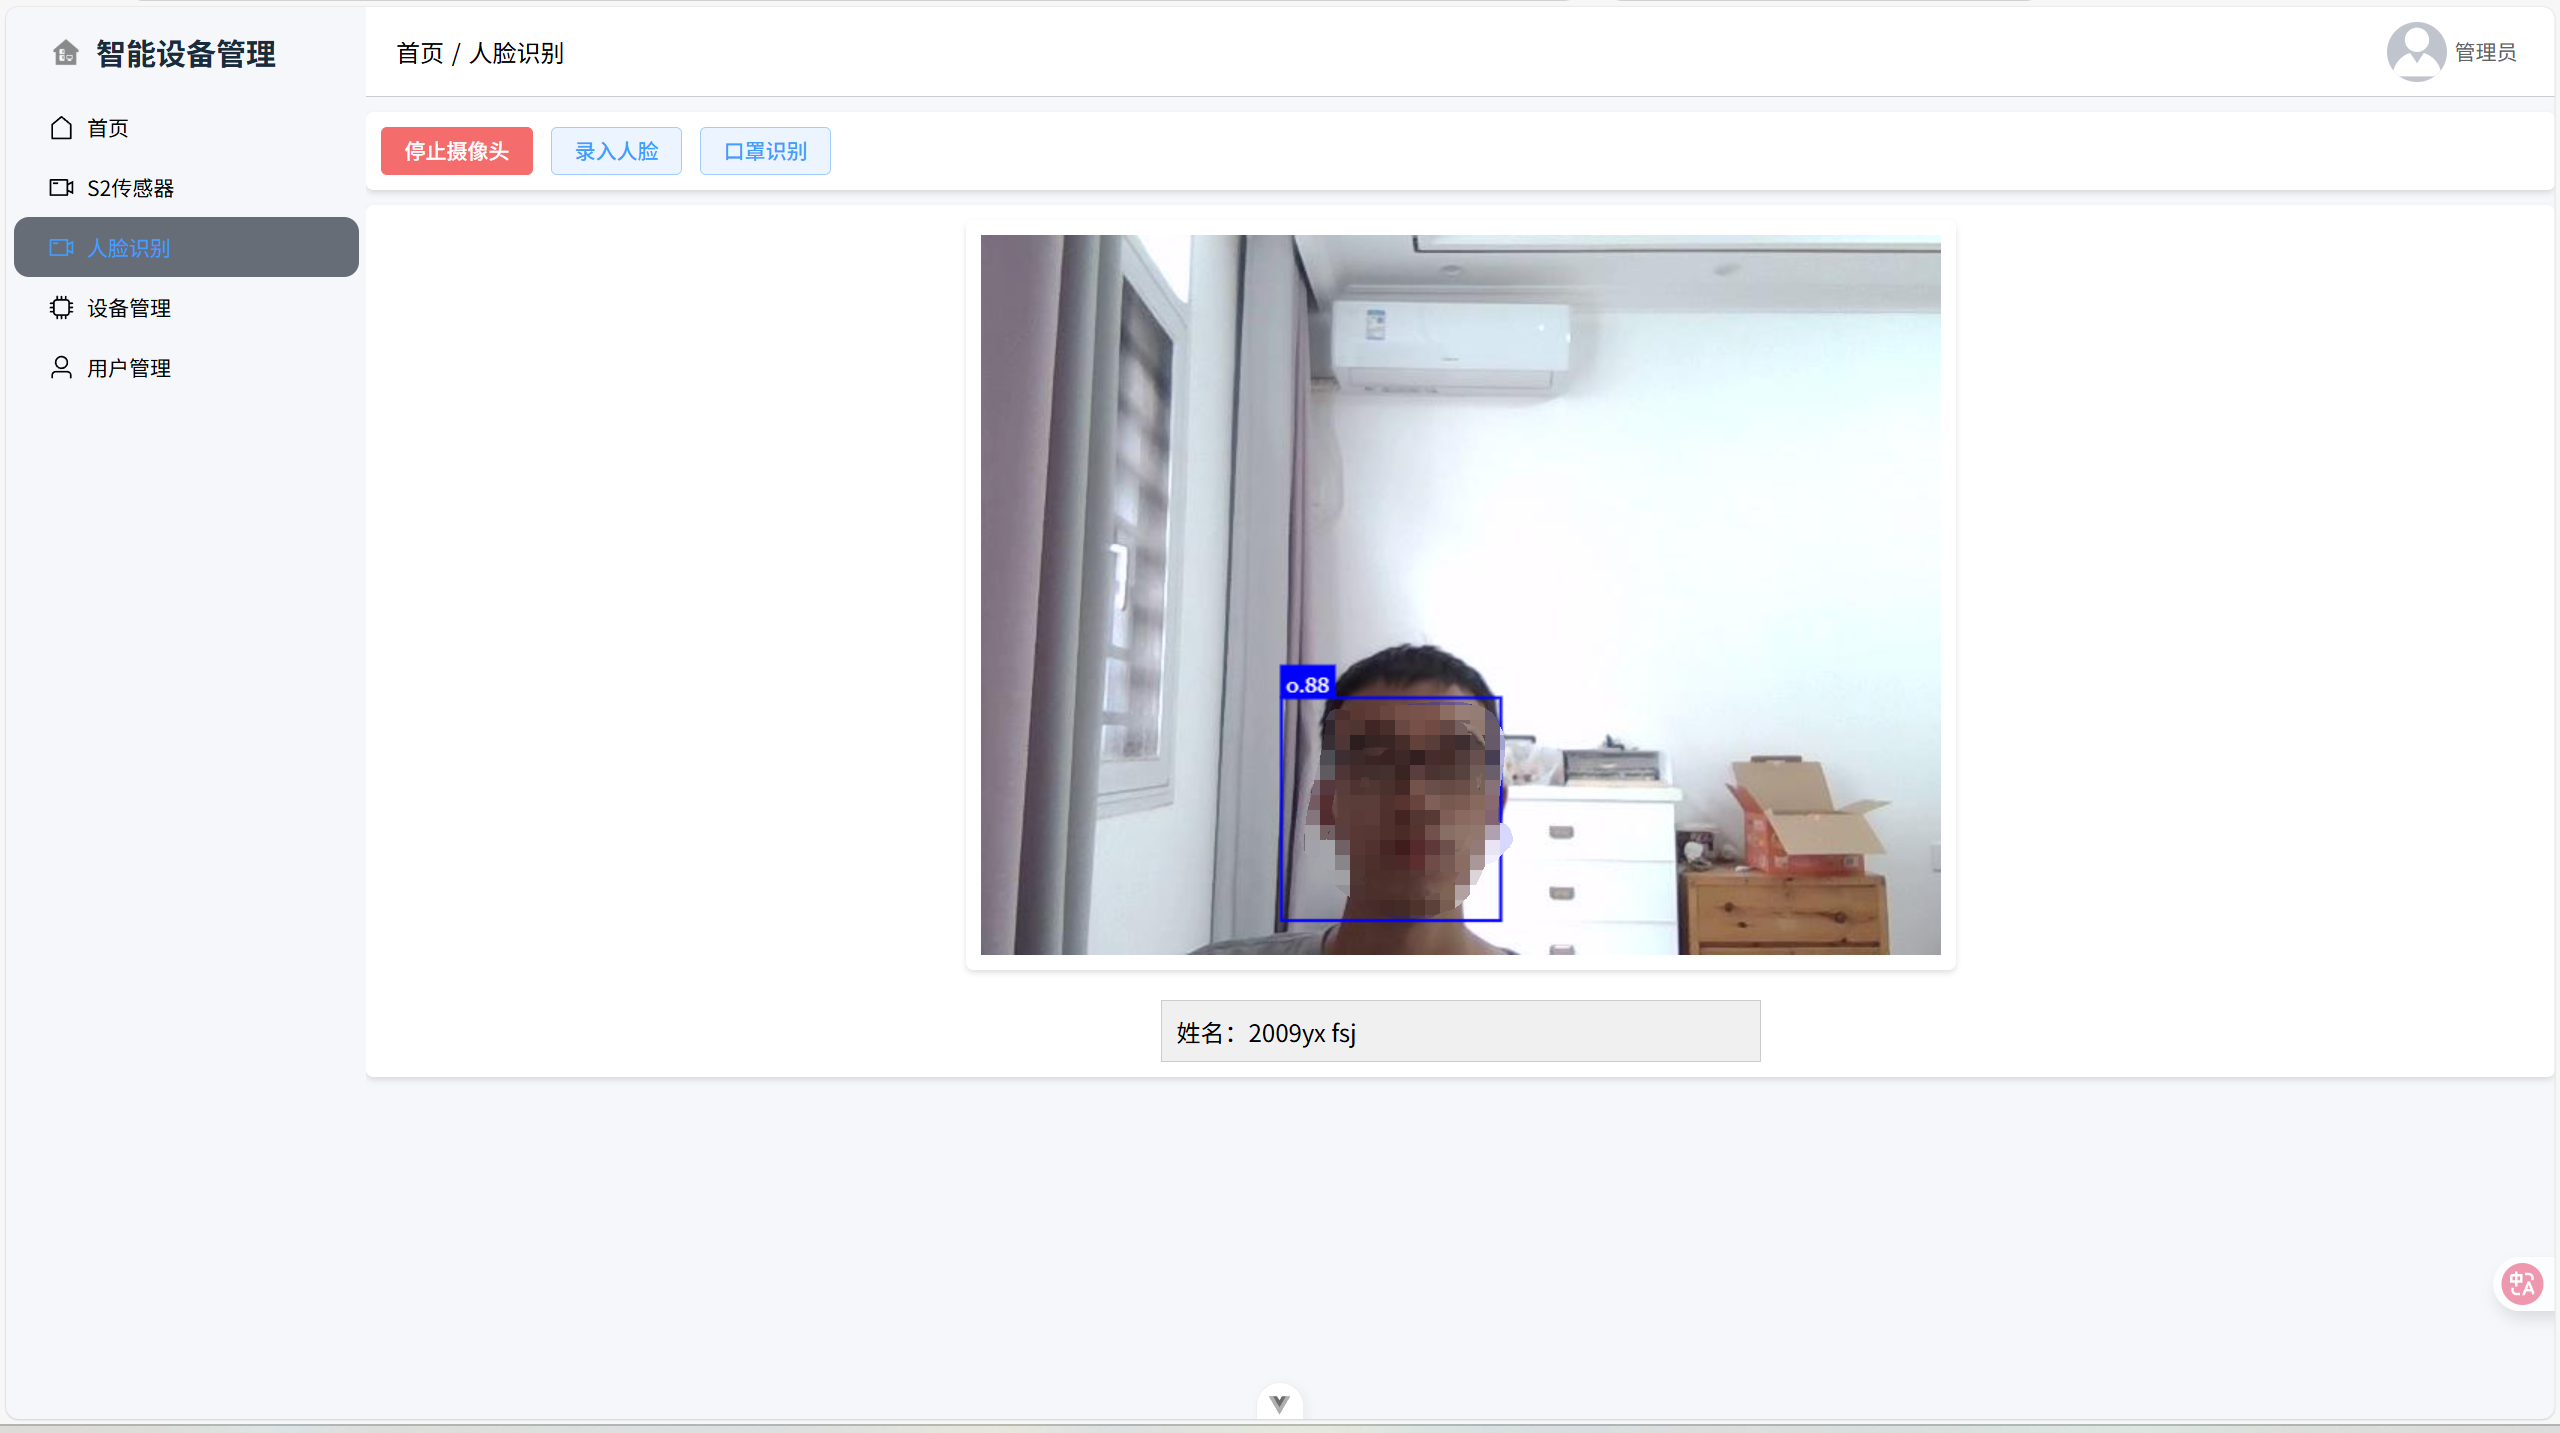 智能设备管理
首页
S2传感器
人脸识别
设备管理
用户管理
首页 / 人脸识别
管理员
停止摄像头 录入人脸 口罩识别
0.88
姓名：2009yx fsj
中A